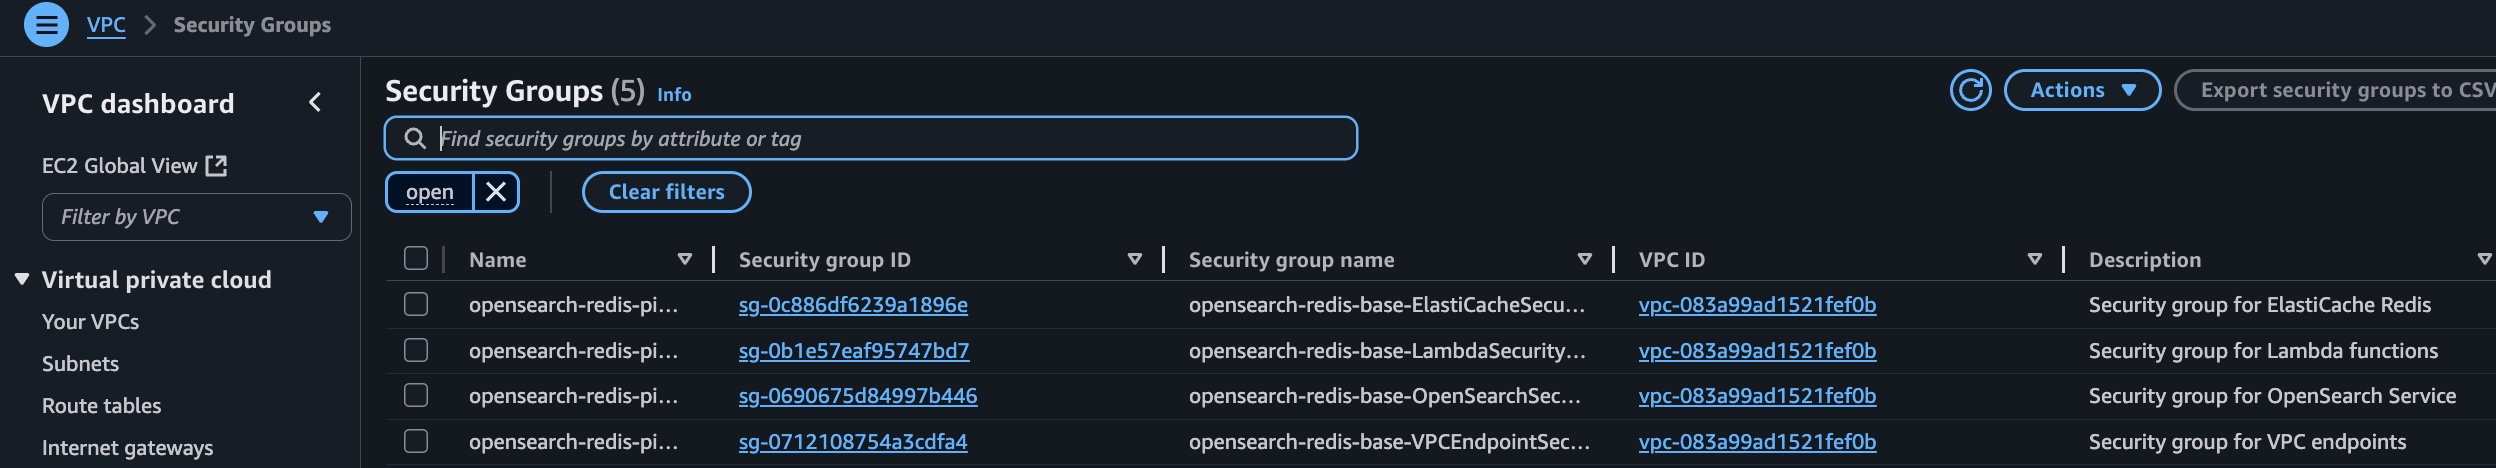 VPC > Security Groups
VPC dashboard
EC2 Global View
Filter by VPC
Virtual private cloud
Your VPCs
Subnets
Route tables
Internet gateways
Security Groups (5) Info
Actions
Export security groups to CSV
Find security groups by attribute or tag
open
Clear filters
Name Security group ID Security group name VPC ID Description
opensearch-redis-pi... sg-0c886df6239a1896e opensearch-redis-base-ElastiCacheSecu... vpc-083a99ad1521fef0b Security group for ElastiCache Redis
opensearch-redis-pi... sg-0b1e57eaf95747bd7 opensearch-redis-base-LambdaSecurity... vpc-083a99ad1521fef0b Security group for Lambda functions
opensearch-redis-pi... sg-0690675d84997b446 opensearch-redis-base-OpenSearchSec... vpc-083a99ad1521fef0b Security group for OpenSearch Service
opensearch-redis-pi... sg-0712108754a3cdfa4 opensearch-redis-base-VPCEndpointSec... vpc-083a99ad1521fef0b Security group for VPC endpoints